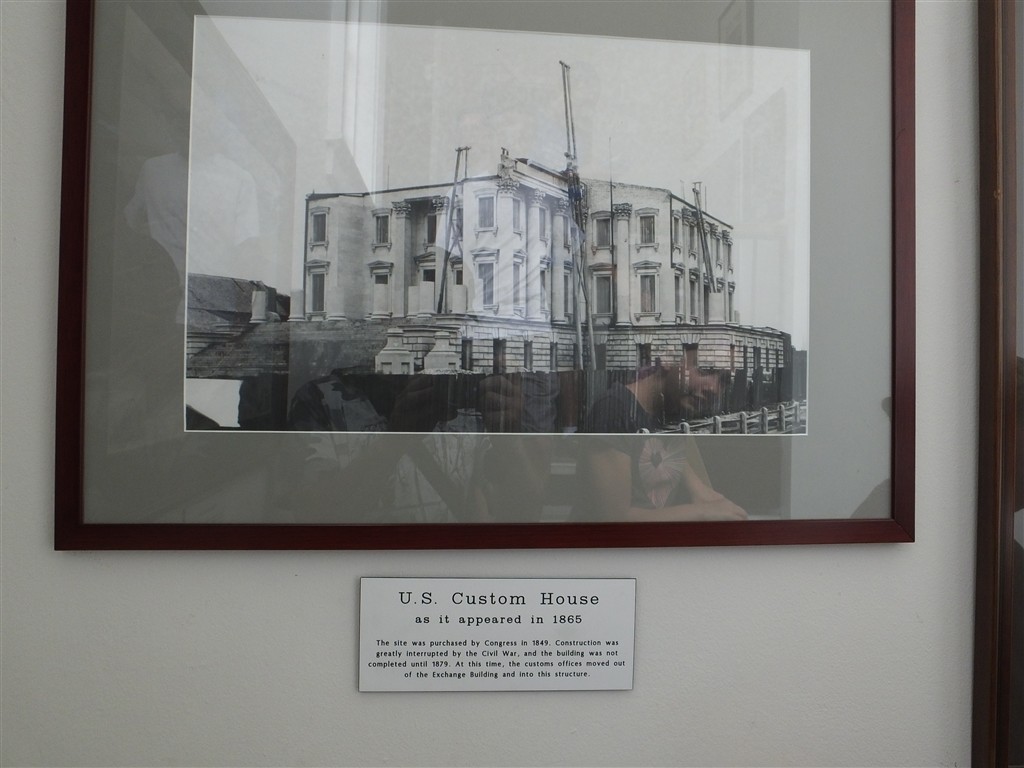 U.S. Custom House
as it appeared in 1865
The site was purchased by Congress in 1849. Construction was
greatly interrupted by the Civil War, and the building was not
completed until 1879. At this time, the customs offices moved out
of the Exchange Building and into this structure.